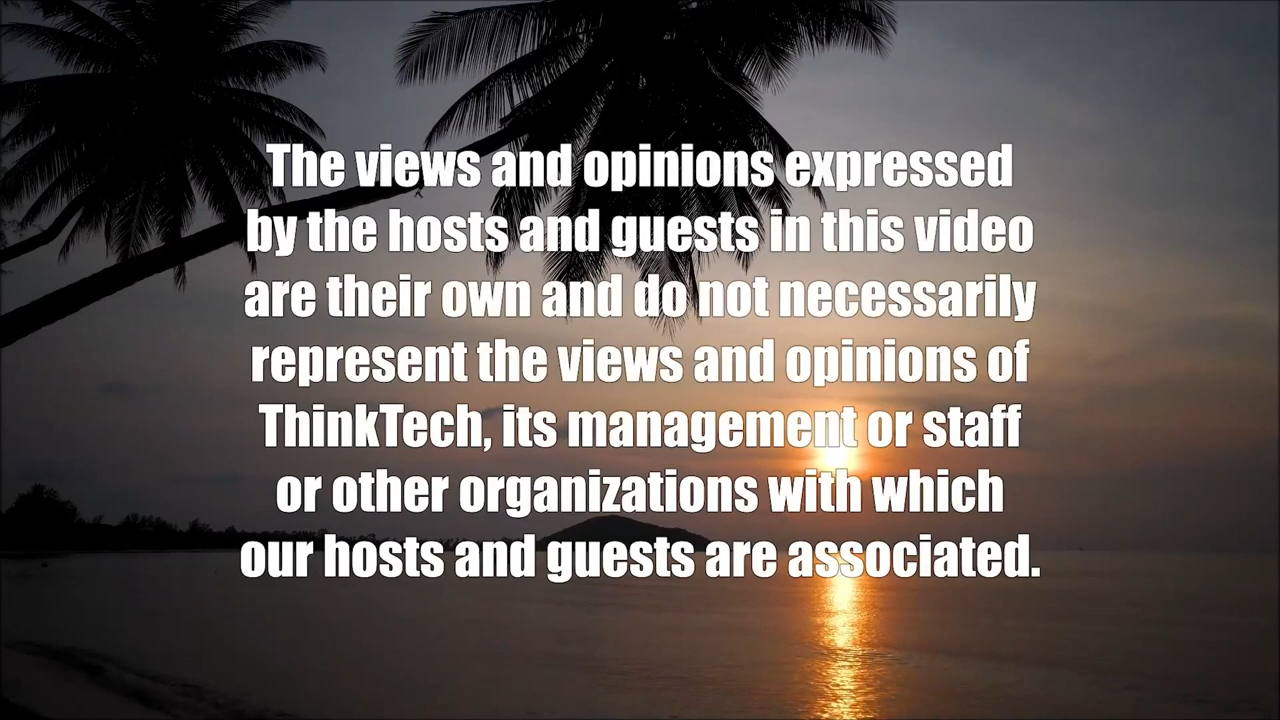 The views and opinions expressed
by the hosts and guests in this video
are their own and do not necessarily
represent the views and opinions of
ThinkTech, its management or staff
or other organizations with which
our hosts and guests are associated.